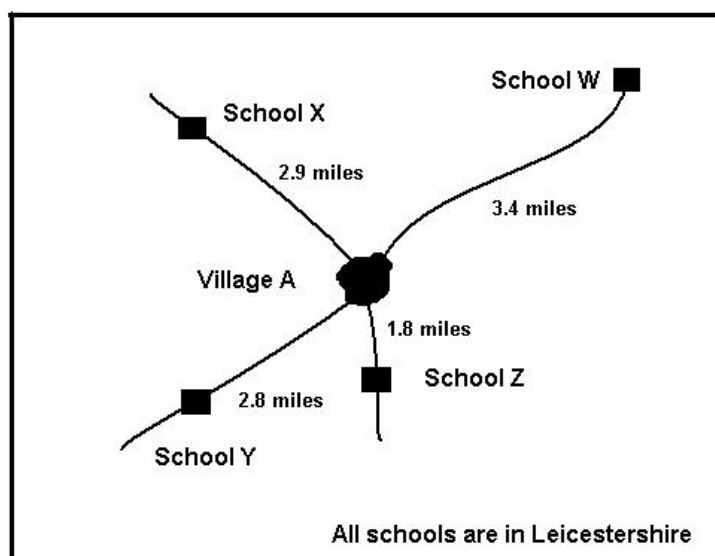 School W
School X
2.9 miles
3.4 miles
Village A
1.8 miles
School Z
2.8 miles
School Y
All schools are in Leicestershire